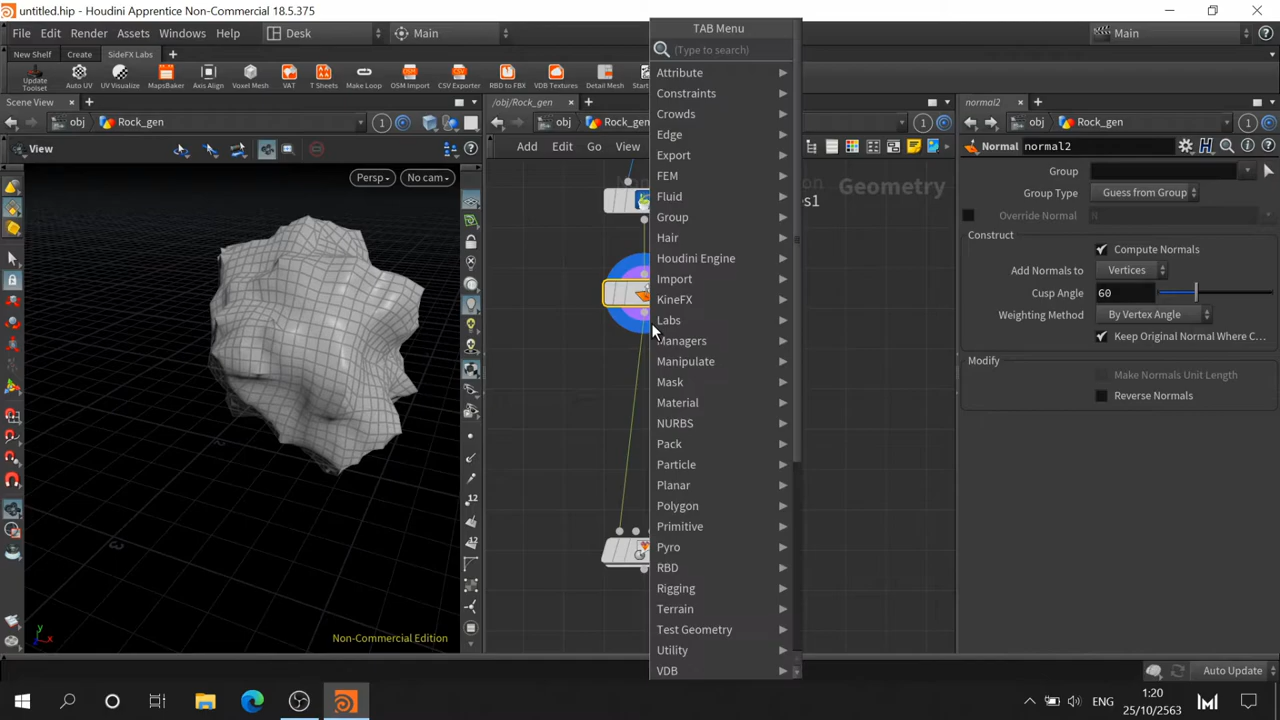 untitled.hip - Houdini Apprentice Non-Commercial 18.5.375
File Edit Render Assets Windows Help Desk Main Main
New Shelf Create SideFX Labs
Update Toolset Auto UV UV Visualize MapsBaker Axis Align Voxel Mesh VAT T Sheets Make Loop OSM Import CSV Exporter RBD to FBX VDB Textures Detail Mesh
Scene View /obj/Rock_gen normal2
obj Rock_gen 1 obj Rock_gen 1 obj Rock_gen 1
View Add Edit Go View Normal normal2
Persp No cam
Geometry
es1
Non-Commercial Edition
TAB Menu
(Type to search)
Attribute
Constraints
Crowds
Edge
Export
FEM
Fluid
Group
Hair
Houdini Engine
Import
KineFX
Labs
Managers
Manipulate
Mask
Material
NURBS
Pack
Particle
Planar
Polygon
Primitive
Pyro
RBD
Rigging
Terrain
Test Geometry
Utility
VDB
Group
Group Type Guess from Group
Override Normal N
Construct
Compute Normals
Add Normals to Vertices
Cusp Angle 60
Weighting Method By Vertex Angle
Keep Original Normal Where C...
Modify
Make Normals Unit Length
Reverse Normals
Auto Update
ENG 1:20
25/10/2563